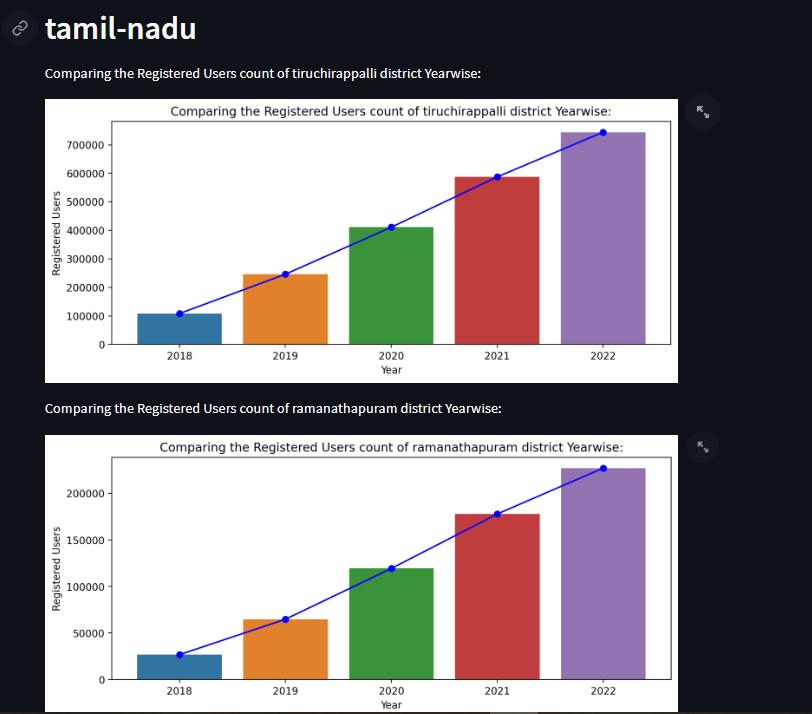 tamil-nadu
Comparing the Registered Users count of tiruchirappalli district Yearwise:
Comparing the Registered Users count of tiruchirappalli district Yearwise:
700000
600000
500000
400000
300000
200000
100000
0
Registered Users
2018 2019 2020 2021 2022
Year
Comparing the Registered Users count of ramanathapuram district Yearwise:
Comparing the Registered Users count of ramanathapuram district Yearwise:
200000
150000
100000
50000
0
Registered Users
2018 2019 2020 2021 2022
Year